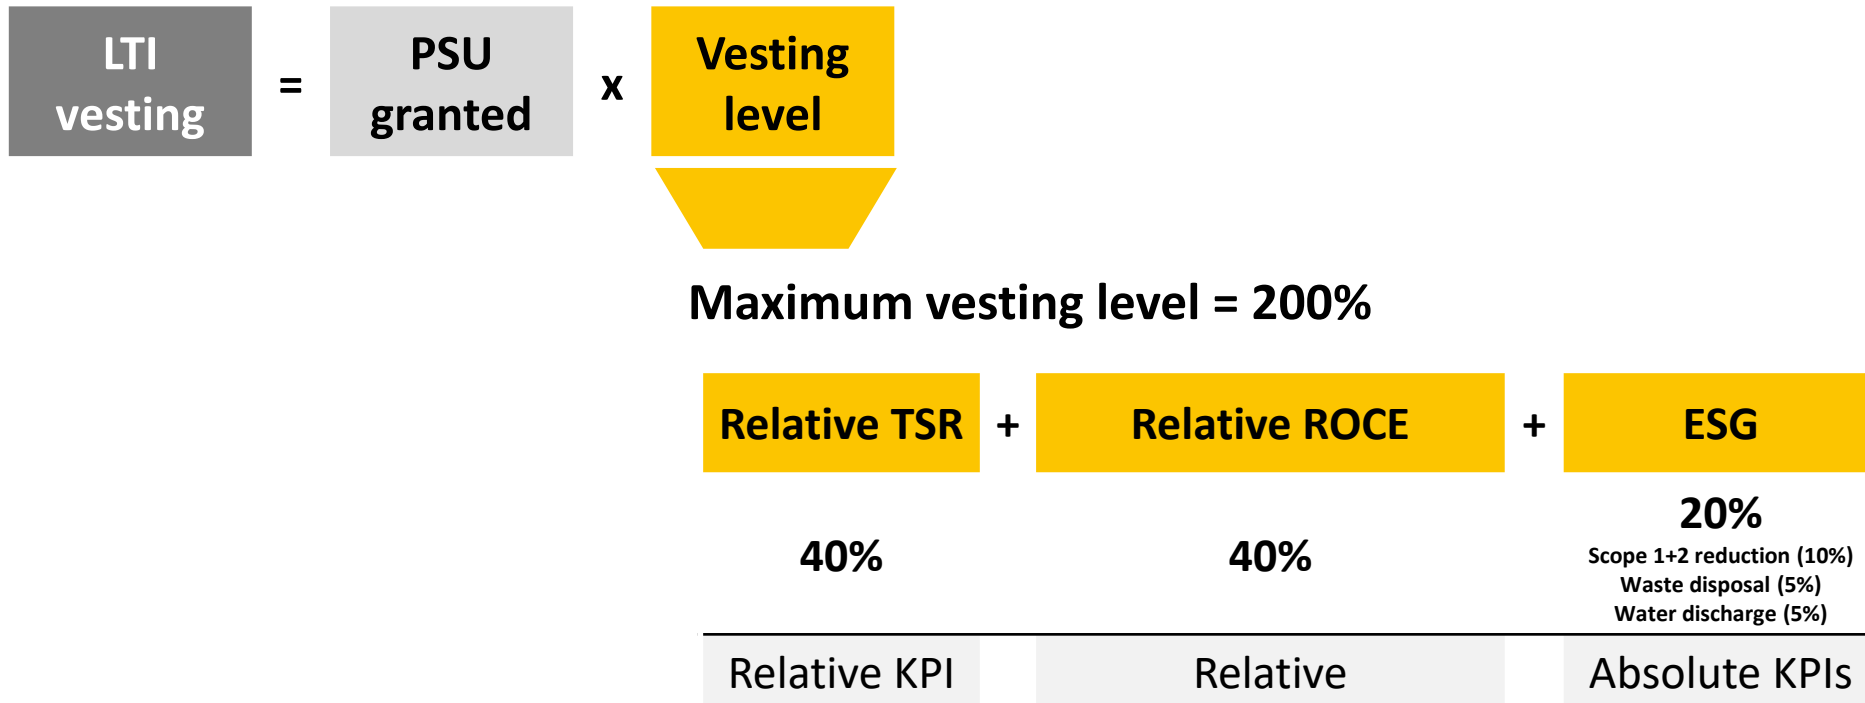 LTI
vesting
=
PSU
granted
x
Vesting
level
Maximum vesting level = 200%
Relative TSR + Relative ROCE + ESG
40%
40%
20%
Scope 1+2 reduction (10%)
Waste disposal (5%)
Water discharge (5%)
Relative KPI
Relative
Absolute KPIs